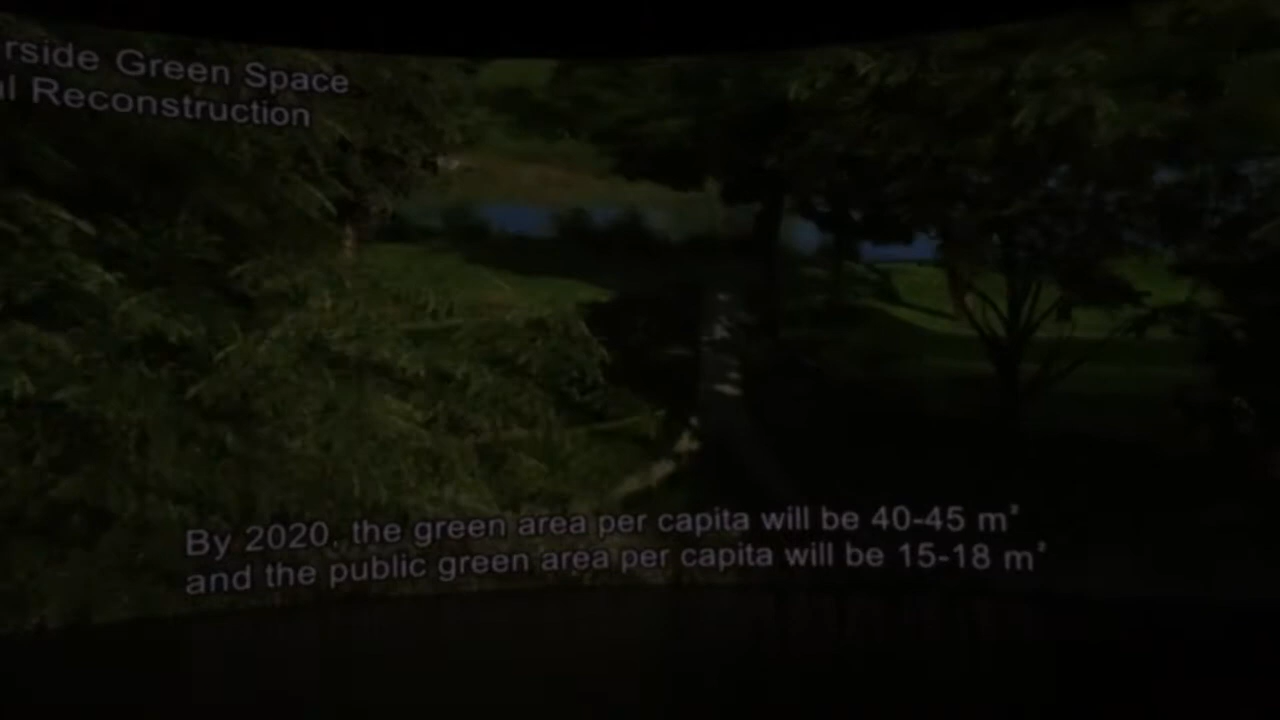 rside Green Space
l Reconstruction
By 2020, the green area per capita will be 40-45 m²
and the public green area per capita will be 15-18 m²